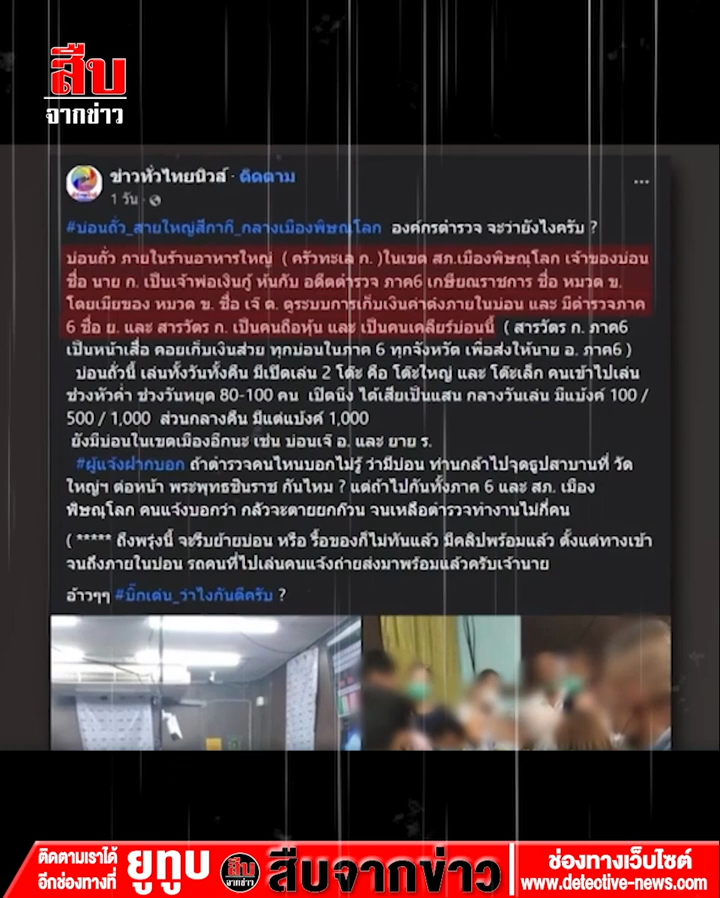 สืบ
จากข่าว
ข่าวทั่วไทยนิวส์ · ติดตาม
1 วัน ·
#บ่อนถั่ว_สายใหญ่สีกากี_กลางเมืองพิษณุโลก องค์กรตำรวจ จะว่ายังไงครับ ?
บ่อนถั่ว ภายในร้านอาหารใหญ่ ( ครัวทะเล ก. )ในเขต สภ.เมืองพิษณุโลก เจ้าของบ่อน
ชื่อ นาย ก. เป็นเจ้าพ่อเงินกู้ หุ้นกับ อดีตตำรวจ ภาค6 เกษียณราชการ ชื่อ หมวด ข.
โดยเมียของ หมวด ข. ชื่อ เจ๊ ด. ดูระบบการเก็บเงินค่าต๋งภายในบ่อน และ มีตำรวจภาค
6 ชื่อ ย. และ สารวัตร ก. เป็นคนถือหุ้น และ เป็นคนเคลียร์บ่อนนี้ ( สารวัตร ก. ภาค6
เป็นหน้าเสื่อ คอยเก็บเงินส่วย ทุกบ่อนในภาค 6 ทุกจังหวัด เพื่อส่งให้นาย อ. ภาค6 )
บ่อนถั่วนี้ เล่นทั้งวันทั้งคืน มีเปิดเล่น 2 โต๊ะ คือ โต๊ะใหญ่ และ โต๊ะเล็ก คนเข้าไปเล่น
ช่วงหัวค่ำ ช่วงวันหยุด 80-100 คน เปิดนึง ได้เสียเป็นแสน กลางวันเล่น มีแบ้งค์ 100 /
500 / 1,000 ส่วนกลางคืน มีแต่แบ้งค์ 1,000
ยังมีบ่อนในเขตเมืองอีกนะ เช่น บ่อนเจ๊ อ. และ ยาย ร.
#ผู้แจ้งฝากบอก ถ้าตำรวจคนไหนบอกไม่รู้ ว่ามีบ่อน ท่านกล้าไปจุดธูปสาบานที่ วัด
ใหญ่ฯ ต่อหน้า พระพุทธชินราช กันไหม ? แต่ถ้าไปกันทั้งภาค 6 และ สภ. เมือง
พิษณุโลก คนแจ้งบอกว่า กลัวจะตายยกก๊วน จนเหลือตำรวจทำงานไม่กี่คน
( ***** ถึงพรุ่งนี้ จะรีบย้ายบ่อน หรือ รื้อของก็ไม่ทันแล้ว มีคลิปพร้อมแล้ว ตั้งแต่ทางเข้า
จนถึงภายในบ่อน รถคนที่ไปเล่นคนแจ้งถ่ายส่งมาพร้อมแล้วครับเจ้านาย
อ้าวๆๆ #บิ๊กเด่น_ว่าไงกันดีครับ ?
ติดตามเราได้
อีกช่องทางที่
ยูทูบ
สืบ
จากข่าว
สืบจากข่าว
ช่องทางเว็บไซต์
www.detective-news.com